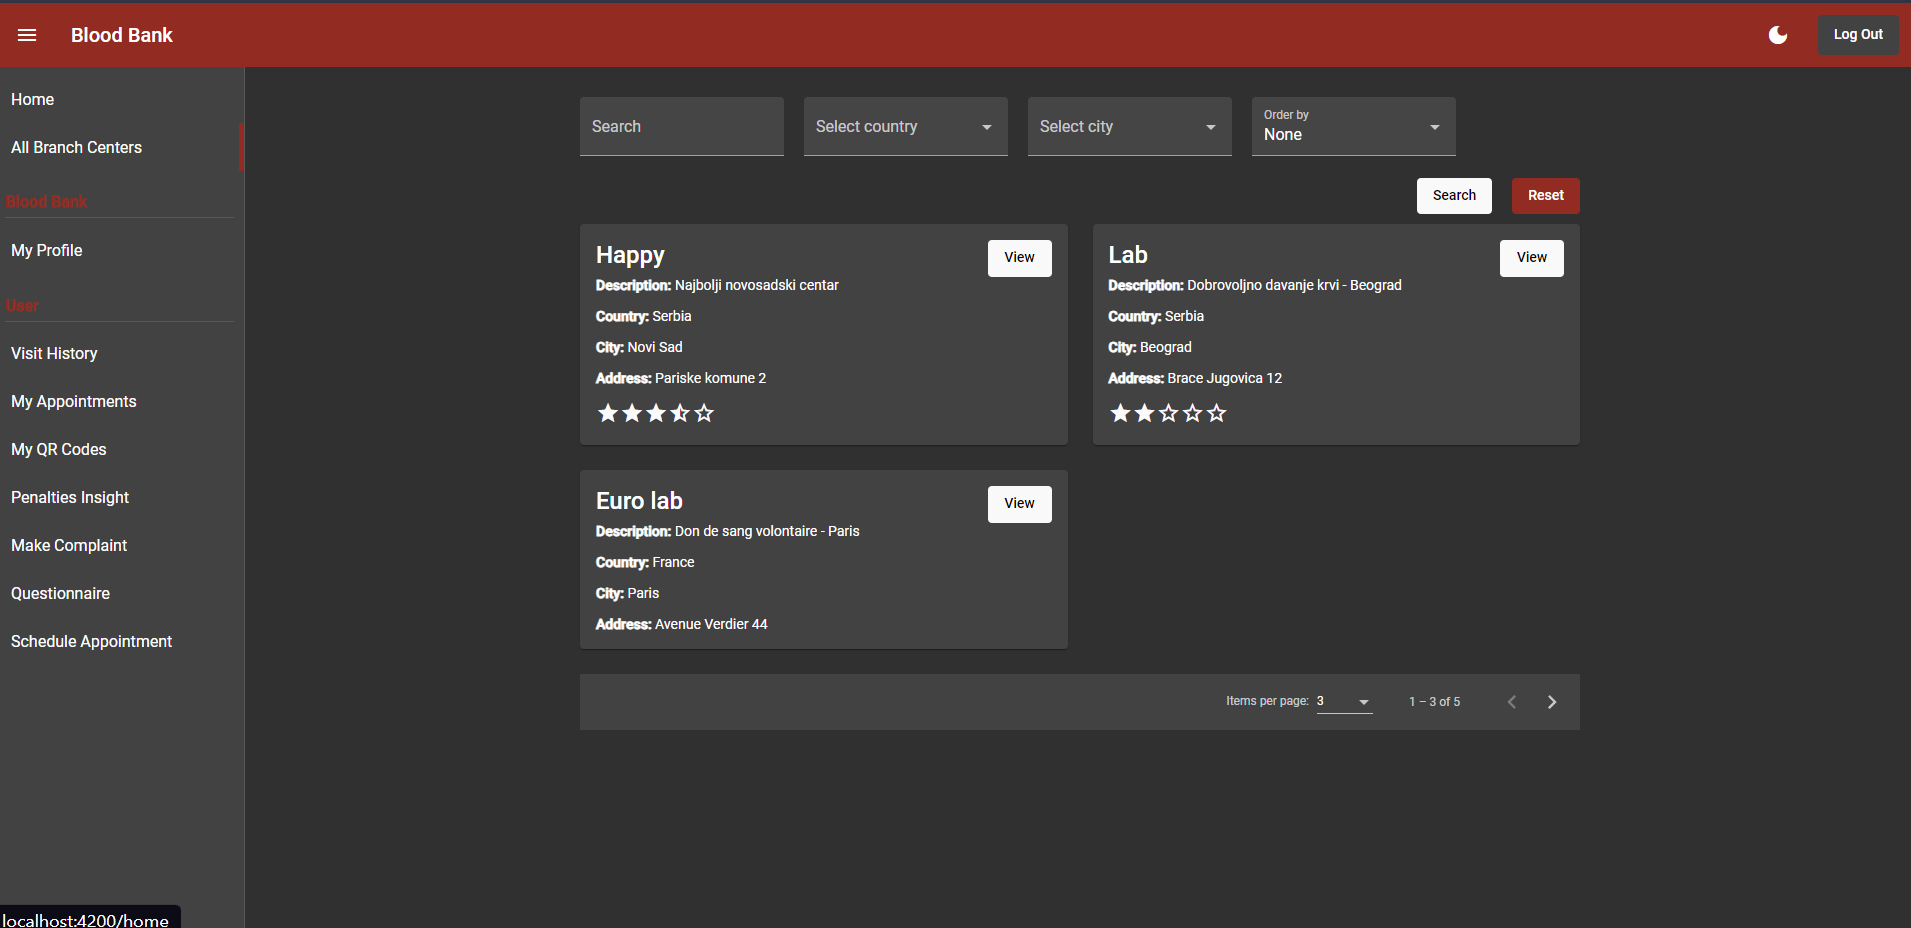 Blood Bank
Log Out
Home
All Branch Centers
Blood Bank
My Profile
User
Visit History
My Appointments
My QR Codes
Penalties Insight
Make Complaint
Questionnaire
Schedule Appointment
Search
Select country
Select city
Order by
None
Search
Reset
Happy
View
Description: Najbolji novosadski centar
Country: Serbia
City: Novi Sad
Address: Pariske komune 2
Lab
View
Description: Dobrovoljno davanje krvi - Beograd
Country: Serbia
City: Beograd
Address: Brace Jugovica 12
Euro lab
View
Description: Don de sang volontaire - Paris
Country: France
City: Paris
Address: Avenue Verdier 44
Items per page: 3
1 – 3 of 5
localhost:4200/home